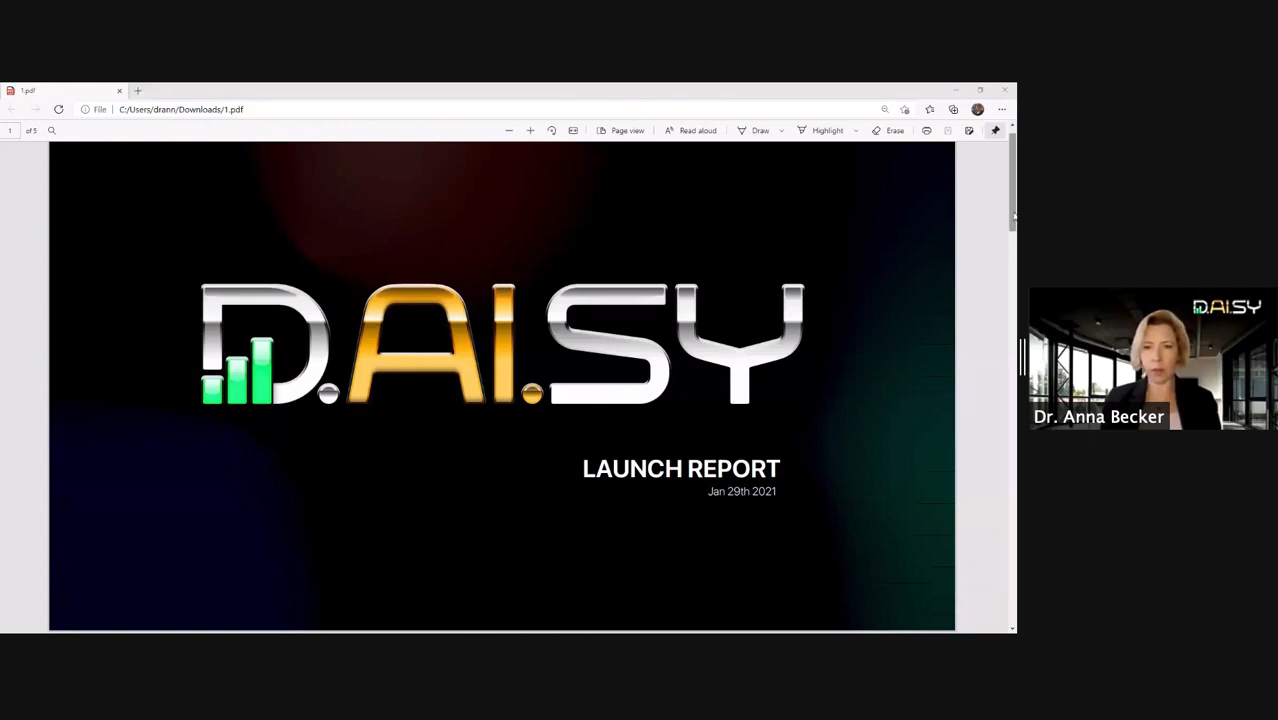 1.pdf
File C:/Users/drann/Downloads/1.pdf
1 of 5 Page view Read aloud Draw Highlight Erase
D.AI.SY
D.AI.SY
Dr. Anna Becker
LAUNCH REPORT
Jan 29th 2021